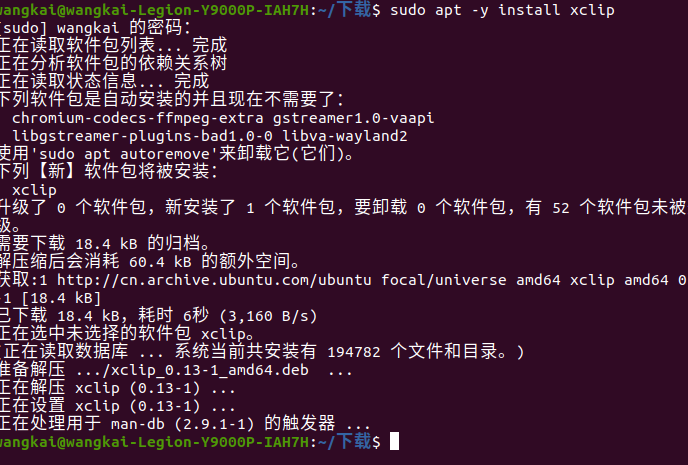 wangkai@wangkai-Legion-Y9000P-IAH7H:~/下载$ sudo apt -y install xclip
[sudo] wangkai 的密码：
正在读取软件包列表... 完成
正在分析软件包的依赖关系树
正在读取状态信息... 完成
下列软件包是自动安装的并且现在不需要了：
chromium-codecs-ffmpeg-extra gstreamer1.0-vaapi
libgstreamer-plugins-bad1.0-0 libva-wayland2
使用'sudo apt autoremove'来卸载它(它们)。
下列【新】软件包将被安装：
xclip
升级了 0 个软件包，新安装了 1 个软件包，要卸载 0 个软件包，有 52 个软件包未被
级。
需要下载 18.4 kB 的归档。
解压缩后会消耗 60.4 kB 的额外空间。
获取:1 http://cn.archive.ubuntu.com/ubuntu focal/universe amd64 xclip amd64 0
-1 [18.4 kB]
已下载 18.4 kB，耗时 6秒 (3,160 B/s)
正在选中未选择的软件包 xclip。
(正在读取数据库 ... 系统当前共安装有 194782 个文件和目录。)
准备解压 .../xclip_0.13-1_amd64.deb  ...
正在解压 xclip (0.13-1) ...
正在设置 xclip (0.13-1) ...
正在处理用于 man-db (2.9.1-1) 的触发器 ...
wangkai@wangkai-Legion-Y9000P-IAH7H:~/下载$